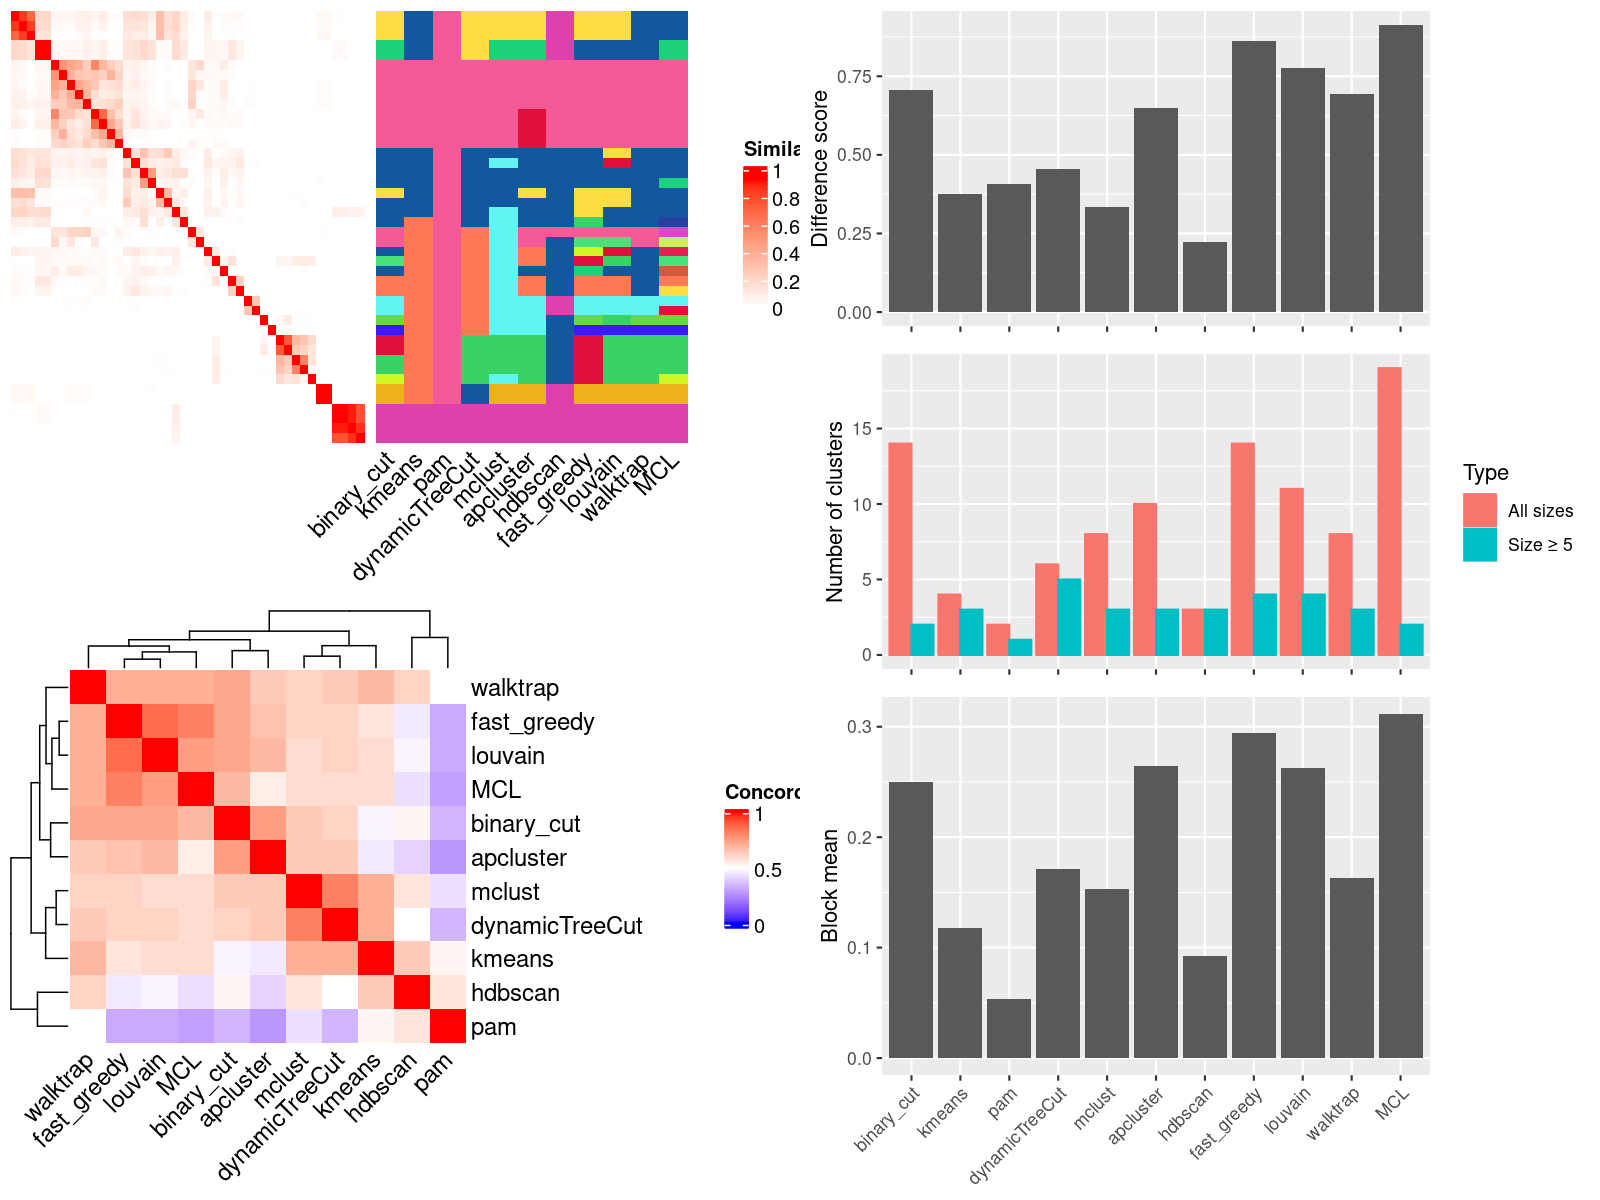 Simila
1
0.8
0.6
0.4
0.2
0
binary_cut
kmeans
pam
dynamicTreeCut
mclust
apcluster
hdbscan
fast_greedy
louvain
walktrap
MCL
walktrap
fast_greedy
louvain
MCL
binary_cut
apcluster
mclust
dynamicTreeCut
kmeans
hdbscan
pam
walktrap
fast_greedy
louvain
MCL
binary_cut
apcluster
mclust
dynamicTreeCut
kmeans
hdbscan
pam
Concord
1
0.5
0
Difference score
0.75
0.50
0.25
0.00
Number of clusters
15
10
5
0
Type
All sizes
Size ≥ 5
Block mean
0.3
0.2
0.1
0.0
binary_cut
kmeans
pam
dynamicTreeCut
mclust
apcluster
hdbscan
fast_greedy
louvain
walktrap
MCL